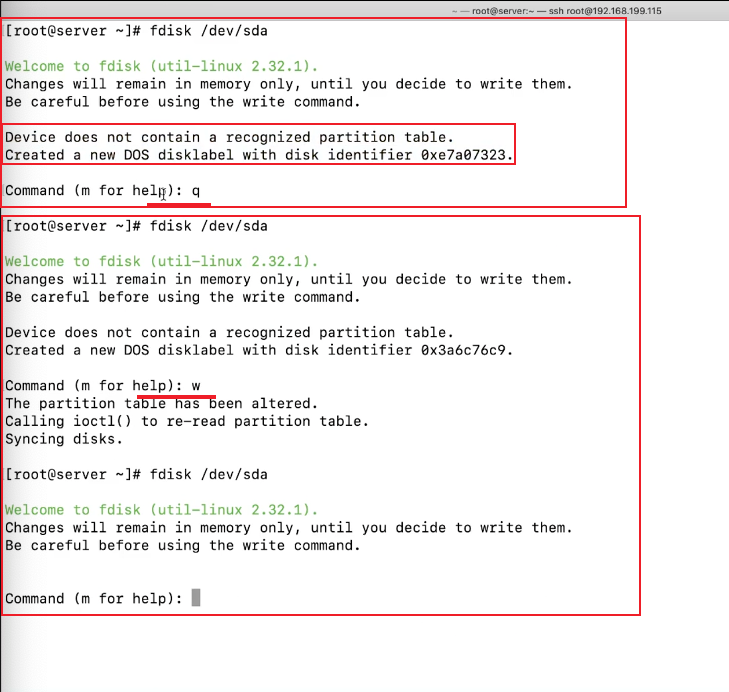 ~ — root@server:~ — ssh root@192.168.199.115
[root@server ~]# fdisk /dev/sda
Welcome to fdisk (util-linux 2.32.1).
Changes will remain in memory only, until you decide to write them.
Be careful before using the write command.
Device does not contain a recognized partition table.
Created a new DOS disklabel with disk identifier 0xe7a07323.
Command (m for help): q
[root@server ~]# fdisk /dev/sda
Welcome to fdisk (util-linux 2.32.1).
Changes will remain in memory only, until you decide to write them.
Be careful before using the write command.
Device does not contain a recognized partition table.
Created a new DOS disklabel with disk identifier 0x3a6c76c9.
Command (m for help): w
The partition table has been altered.
Calling ioctl() to re-read partition table.
Syncing disks.
[root@server ~]# fdisk /dev/sda
Welcome to fdisk (util-linux 2.32.1).
Changes will remain in memory only, until you decide to write them.
Be careful before using the write command.
Command (m for help):